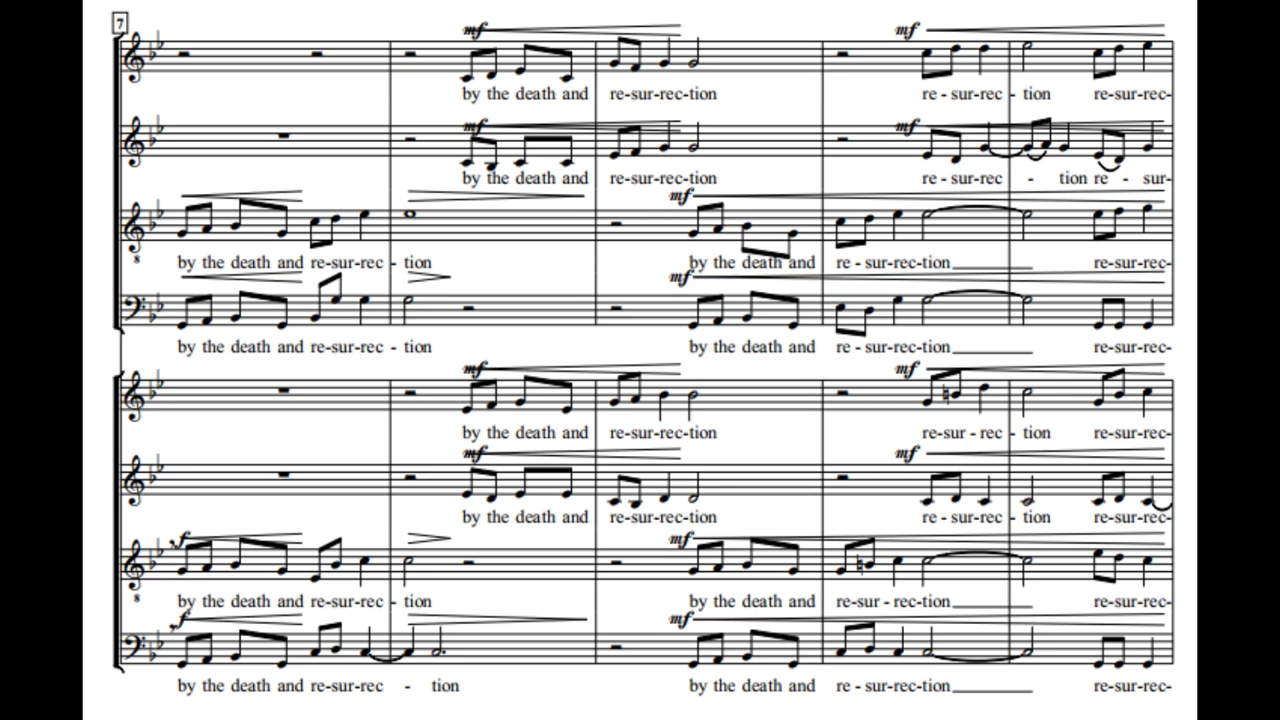 7
mf mf
by the death and re-sur-rec-tion re - sur-rec - tion re-sur-rec-
mf mf
by the death and re-sur-rec-tion re - sur-rec - tion re - sur-
mf
8
by the death and re-sur-rec - tion by the death and re - sur-rec-tion re-sur-rec-
mf
by the death and re-sur-rec - tion by the death and re - sur-rec-tion re-sur-rec-
mf mf
by the death and re-sur-rec-tion re-sur - rec - tion re-sur-rec-
mf mf
by the death and re-sur-rec-tion re - sur-rec - tion re-sur-rec-
f mf
8
by the death and re-sur-rec - tion by the death and re-sur - rec-tion re-sur-rec-
f mf
by the death and re-sur-rec - tion by the death and re - sur-rec-tion re-sur-rec-